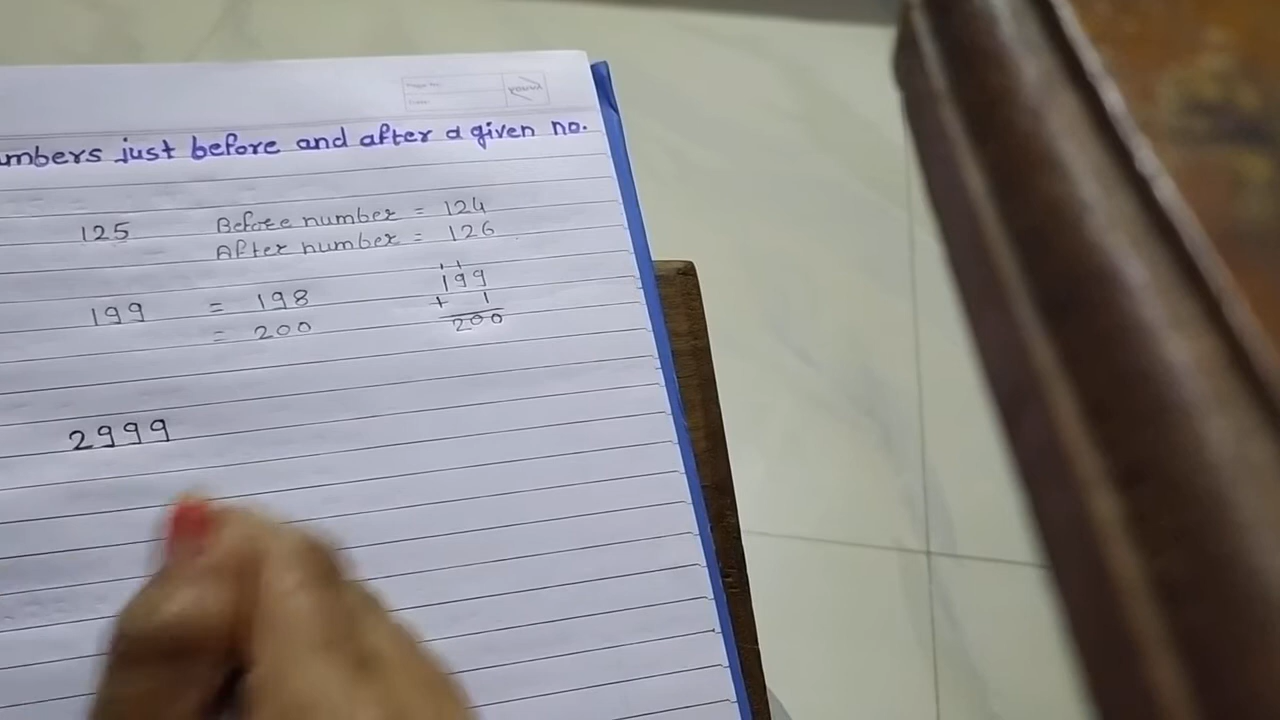 umbers just before and after a given no.
125 Before number = 124
After number = 126
199 = 198
= 200
199
+ 1
200
2999